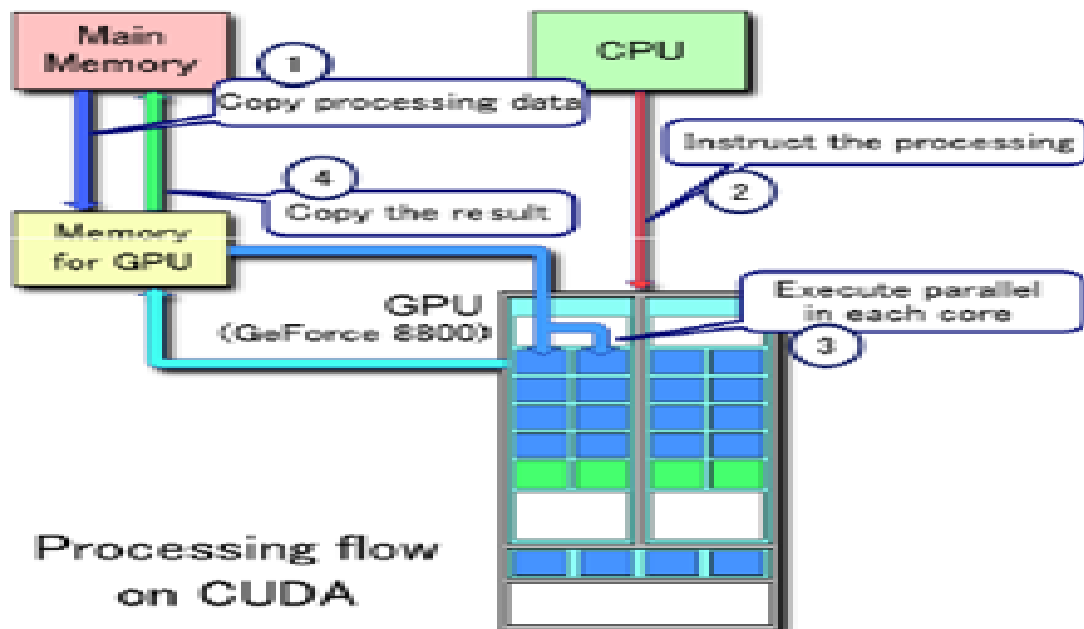 Main
Memory
CPU
1
Copy processing data
Instruct the processing
2
4
Copy the result
Memory
for GPU
GPU
(GeForce 8800)
Execute parallel
in each core
3
Processing flow
on CUDA